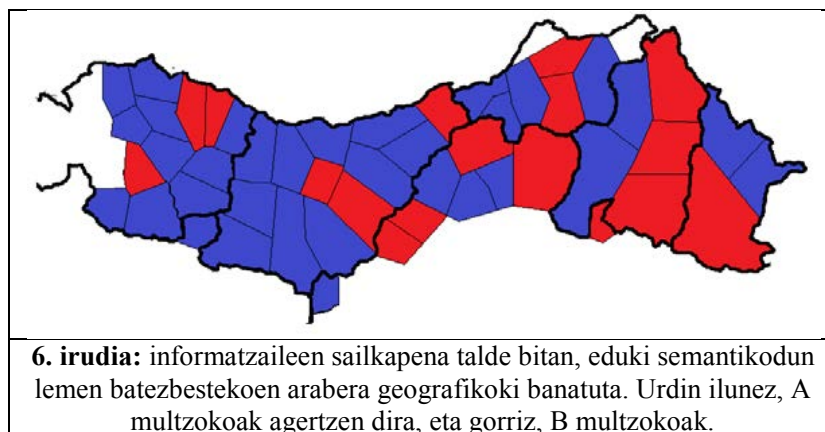 6. irudia: informatzaileen sailkapena talde bitan, eduki semantikodun
lemen batezbestekoen arabera geografikoki banatuta. Urdin ilunez, A
multzokoak agertzen dira, eta gorriz, B multzokoak.